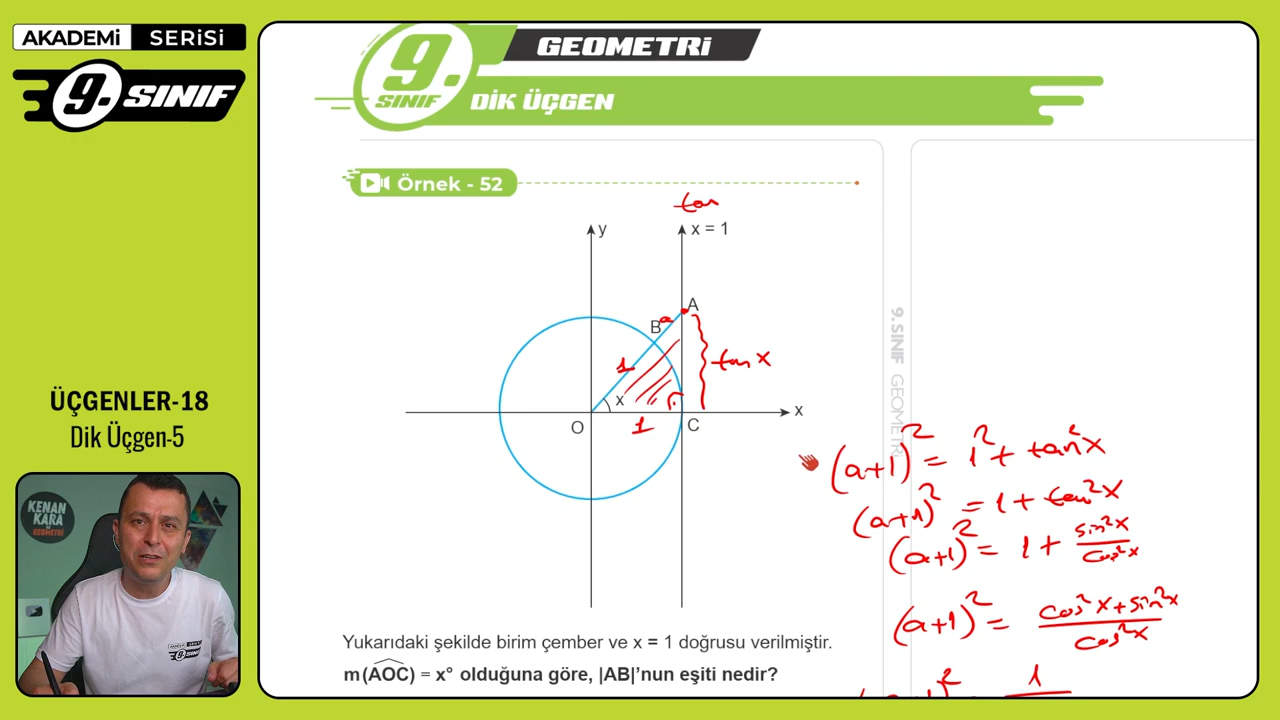 AKADEMİ SERİSİ
9. SINIF
9. SINIF
GEOMETRİ
DİK ÜÇGEN
Örnek - 52
tan
y
x = 1
A
B
a
1
tan x
x
x
O
1
C
9. SINIF GEOMETRİ
(a+1)² = 1² + tan²x
(a+1)² = 1 + tan²x
(a+1)² = 1 + sin²x / cos²x
(a+1)² = cos²x + sin²x / cos²x
1
ÜÇGENLER-18
Dik Üçgen-5
KENAN KARA
GEOMETRİ
Yukarıdaki şekilde birim çember ve x = 1 doğrusu verilmiştir.
m(AOC) = x° olduğuna göre, |AB|'nun eşiti nedir?